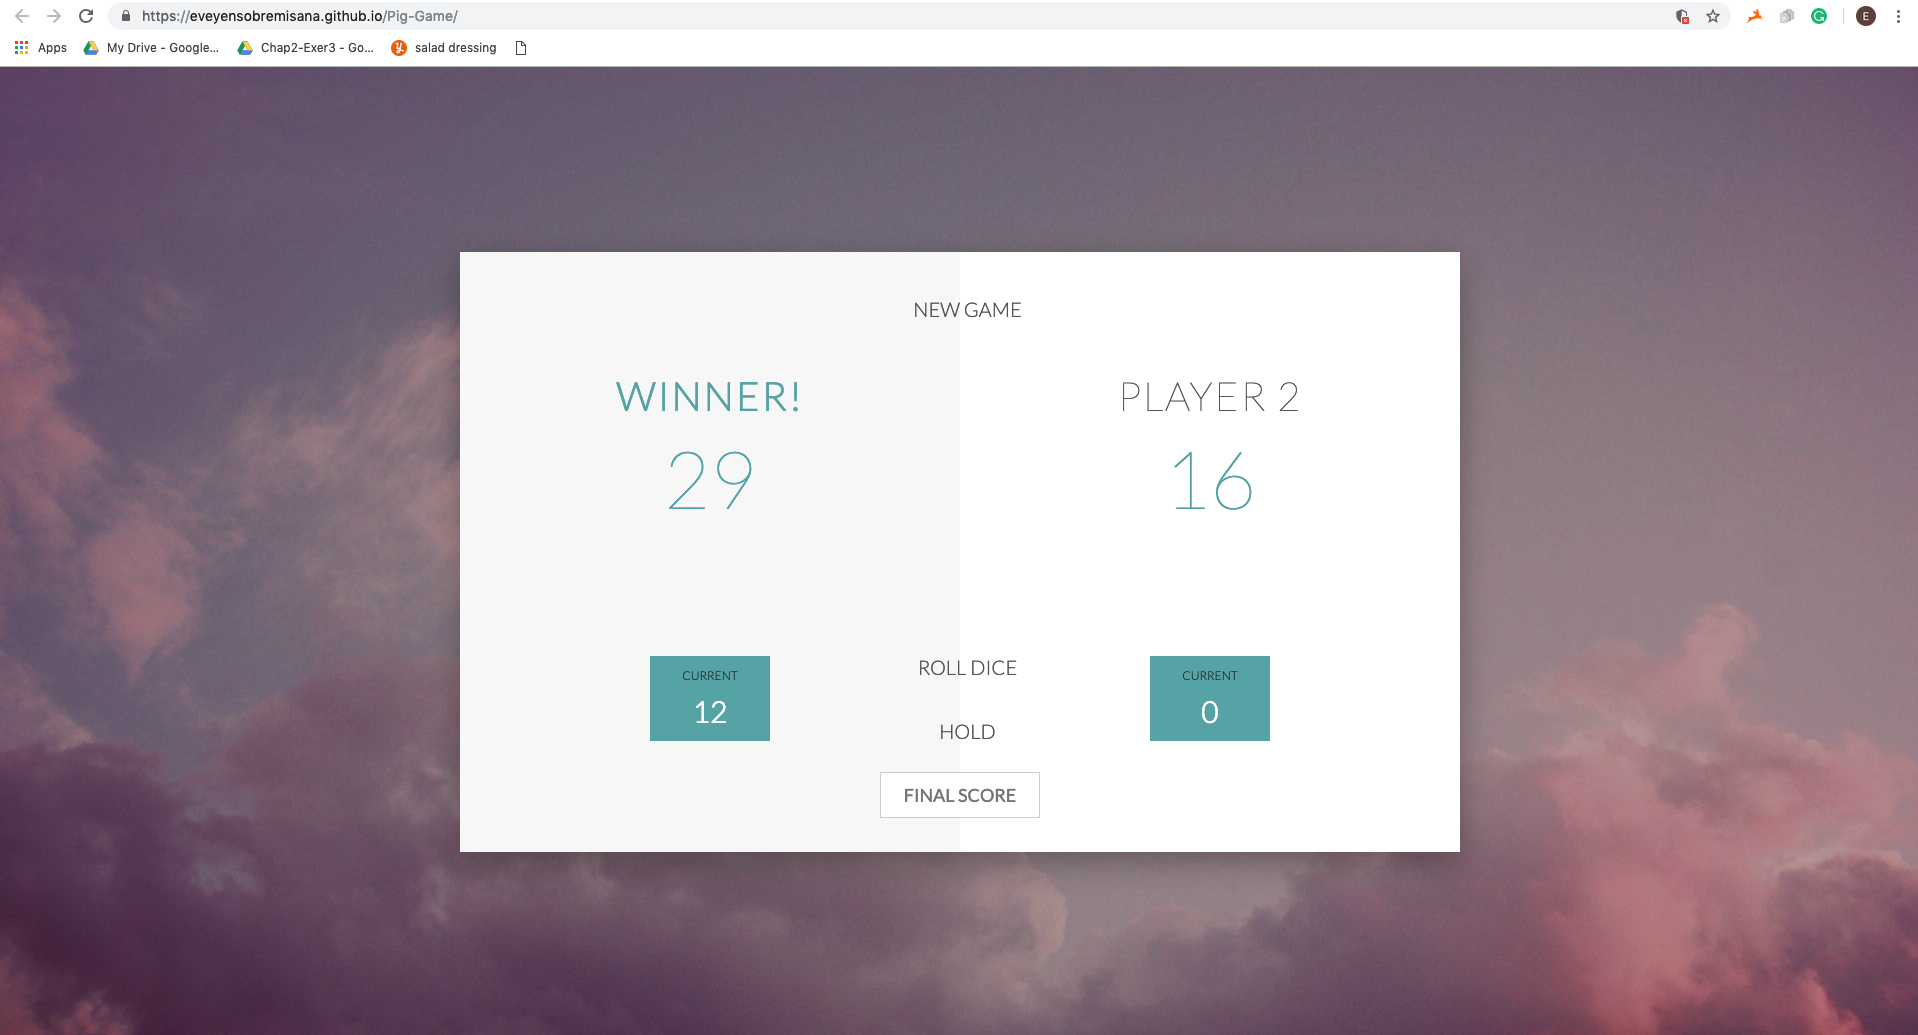 https://eveyensobremisana.github.io/Pig-Game/
E
Apps My Drive - Google... Chap2-Exer3 - Go... salad dressing
NEW GAME
WINNER! PLAYER 2
29 16
CURRENT ROLL DICE CURRENT
12 0
HOLD
FINAL SCORE